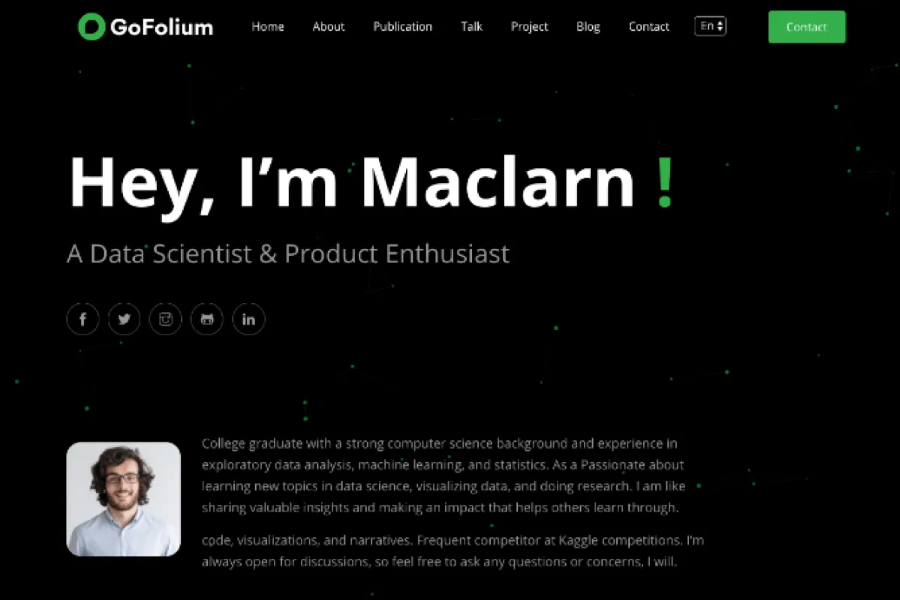 GoFolium Home About Publication Talk Project Blog Contact En Contact
Hey, I’m Maclarn !
A Data Scientist & Product Enthusiast
College graduate with a strong computer science background and experience in
exploratory data analysis, machine learning, and statistics. As a Passionate about
learning new topics in data science, visualizing data, and doing research. I am like
sharing valuable insights and making an impact that helps others learn through.
code, visualizations, and narratives. Frequent competitor at Kaggle competitions. I'm
always open for discussions, so feel free to ask any questions or concerns, I will.